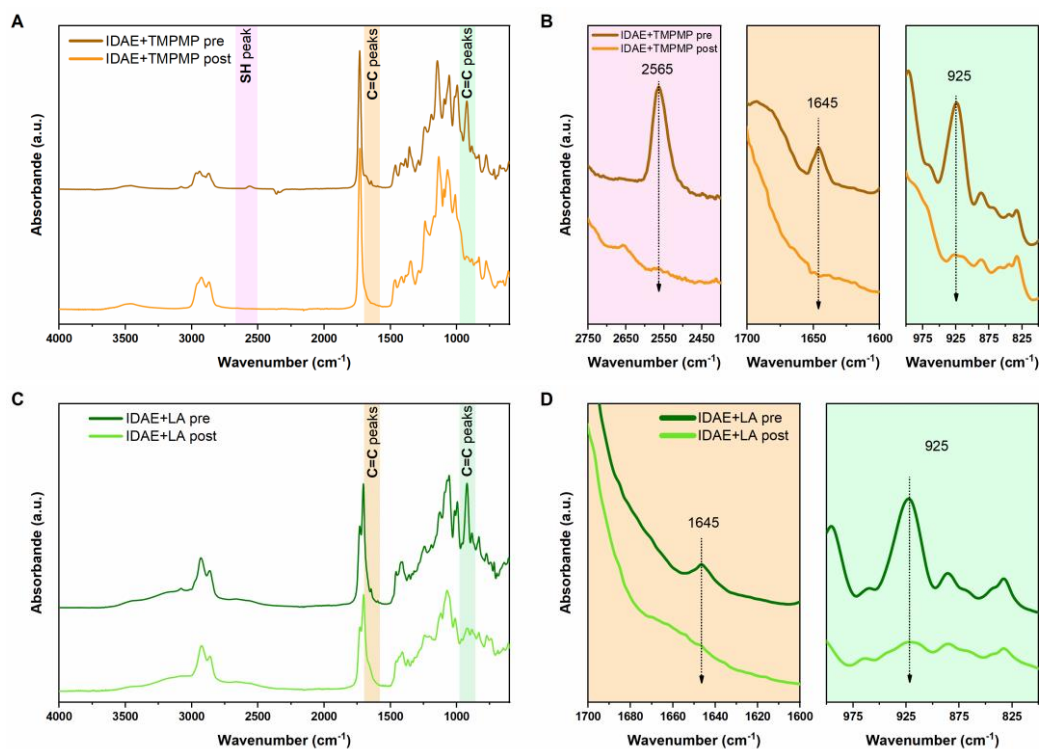 A
IDAE+TMPMP pre
IDAE+TMPMP post
SH peak
C=C peaks
C=C peaks
Absorbande (a.u.)
4000 3500 3000 2500 2000 1500 1000
Wavenumber (cm⁻¹)
B
IDAE+TMPMP pre
IDAE+TMPMP post
2565
1645
925
Absorbande (a.u.)
2750 2650 2550 2450
1700 1650 1600
975 925 875 825
Wavenumber (cm⁻¹)
Wavenumber (cm⁻¹)
Wavenumber (cm⁻¹)
C
IDAE+LA pre
IDAE+LA post
C=C peaks
C=C peaks
Absorbande (a.u.)
4000 3500 3000 2500 2000 1500 1000
Wavenumber (cm⁻¹)
D
IDAE+LA pre
IDAE+LA post
1645
925
Absorbande (a.u.)
1700 1680 1660 1640 1620 1600
975 925 875 825
Wavenumber (cm⁻¹)
Wavenumber (cm⁻¹)